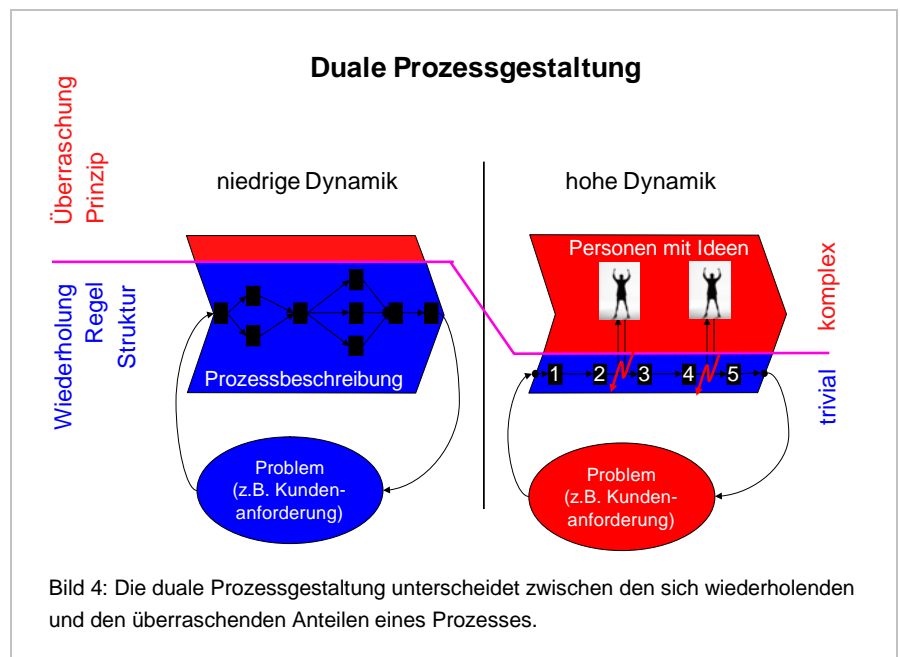 Duale Prozessgestaltung
Überraschung
Prinzip
Wiederholung
Regel
Struktur
niedrige Dynamik
Prozessbeschreibung
Problem
(z.B. Kunden-
anforderung)
hohe Dynamik
Personen mit Ideen
1 2 3 4 5
Problem
(z.B. Kunden-
anforderung)
komplex
trivial
Bild 4: Die duale Prozessgestaltung unterscheidet zwischen den sich wiederholenden
und den überraschenden Anteilen eines Prozesses.